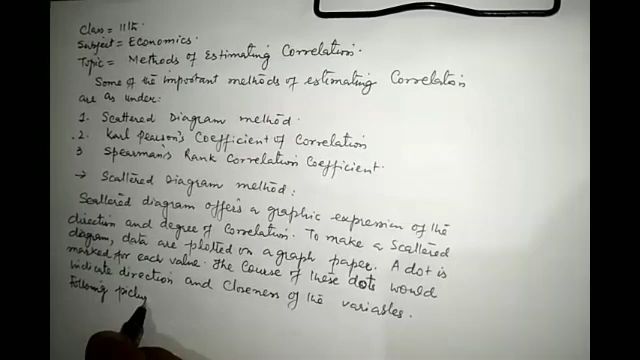 Class = 11th.
Subject = Economics.
Topic = Methods of Estimating Correlation.
Some of the important methods of estimating Correlation
are as under:
1. Scattered Diagram method.
2. Karl Pearson's Coefficient of Correlation
3 Spearman's Rank Correlation Coefficient.
→ Scattered Diagram method:
Scattered diagram offers a graphic expression of the
direction and degree of Correlation. To make a Scattered
diagram, data are plotted on a graph paper. A dot is
marked for each value. The Course of these dots would
indicate direction and Closeness of the variables.
Following